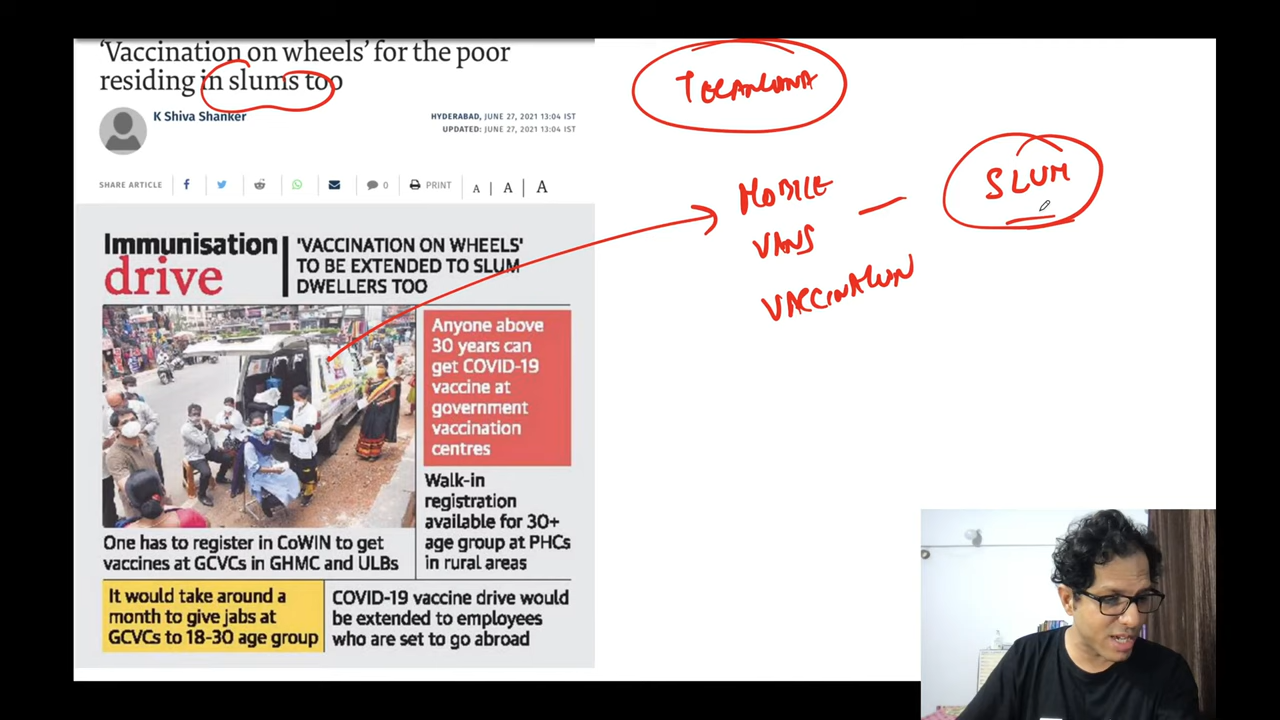 ‘Vaccination on wheels’ for the poor
residing in slums too
K Shiva Shanker
HYDERABAD, JUNE 27, 2021 13:04 IST
UPDATED: JUNE 27, 2021 13:04 IST
SHARE ARTICLE
0
PRINT
A
A
A
Immunisation
drive
'VACCINATION ON WHEELS'
TO BE EXTENDED TO SLUM
DWELLERS TOO
Anyone above
30 years can
get COVID-19
vaccine at
government
vaccination
centres
Walk-in
registration
available for 30+
age group at PHCs
in rural areas
One has to register in CoWIN to get
vaccines at GCVCs in GHMC and ULBs
It would take around a
month to give jabs at
GCVCs to 18-30 age group
COVID-19 vaccine drive would
be extended to employees
who are set to go abroad
TELANGANA
MOBILE
VANS
VACCINATION
SLUM